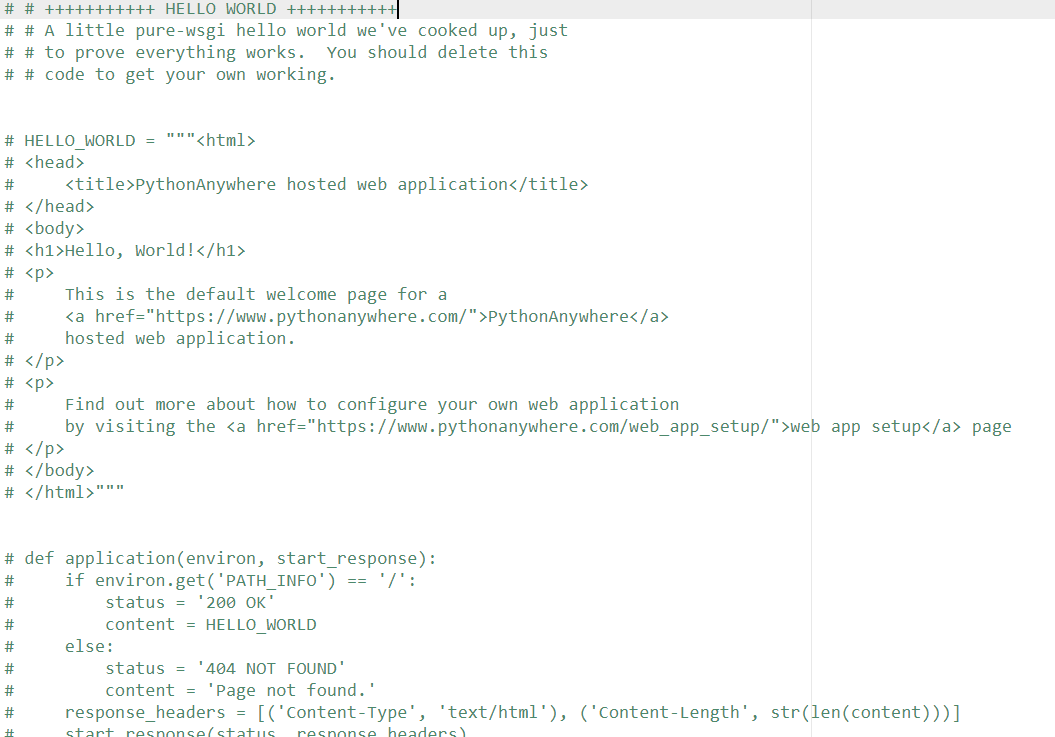 # # +++++++++++ HELLO WORLD +++++++++++
# # A little pure-wsgi hello world we've cooked up, just
# # to prove everything works.  You should delete this
# # code to get your own working.
# HELLO_WORLD = """<html>
# <head>
#     <title>PythonAnywhere hosted web application</title>
# </head>
# <body>
# <h1>Hello, World!</h1>
# <p>
#     This is the default welcome page for a
#     <a href="https://www.pythonanywhere.com/">PythonAnywhere</a>
#     hosted web application.
# </p>
# <p>
#     Find out more about how to configure your own web application
#     by visiting the <a href="https://www.pythonanywhere.com/web_app_setup/">web app setup</a> page
# </p>
# </body>
# </html>"""
# def application(environ, start_response):
#     if environ.get('PATH_INFO') == '/':
#         status = '200 OK'
#         content = HELLO_WORLD
#     else:
#         status = '404 NOT FOUND'
#         content = 'Page not found.'
#     response_headers = [('Content-Type', 'text/html'), ('Content-Length', str(len(content)))]
#     start_response(status, response_headers)